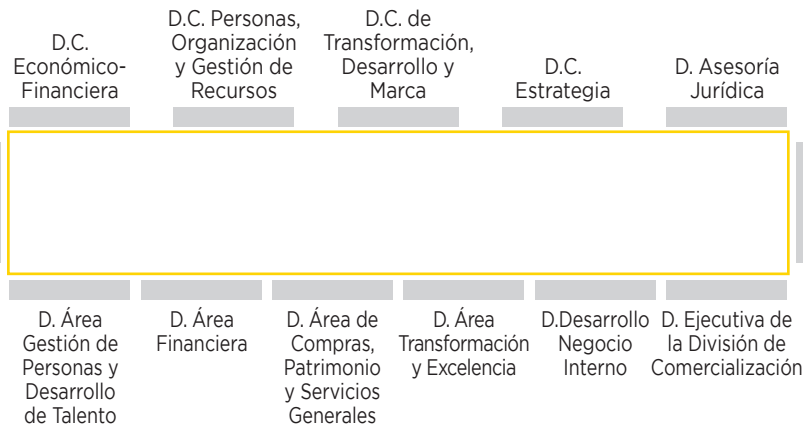 D.C.
Económico-
Financiera
D.C. Personas,
Organización
y Gestión de
Recursos
D.C. de
Transformación,
Desarrollo y
Marca
D.C.
Estrategia
D. Asesoría
Jurídica
D. Área
Gestión de
Personas y
Desarrollo
de Talento
D. Área
Financiera
D. Área de
Compras,
Patrimonio
y Servicios
Generales
D. Área
Transformación
y Excelencia
D.Desarrollo
Negocio
Interno
D. Ejecutiva de
la División de
Comercialización